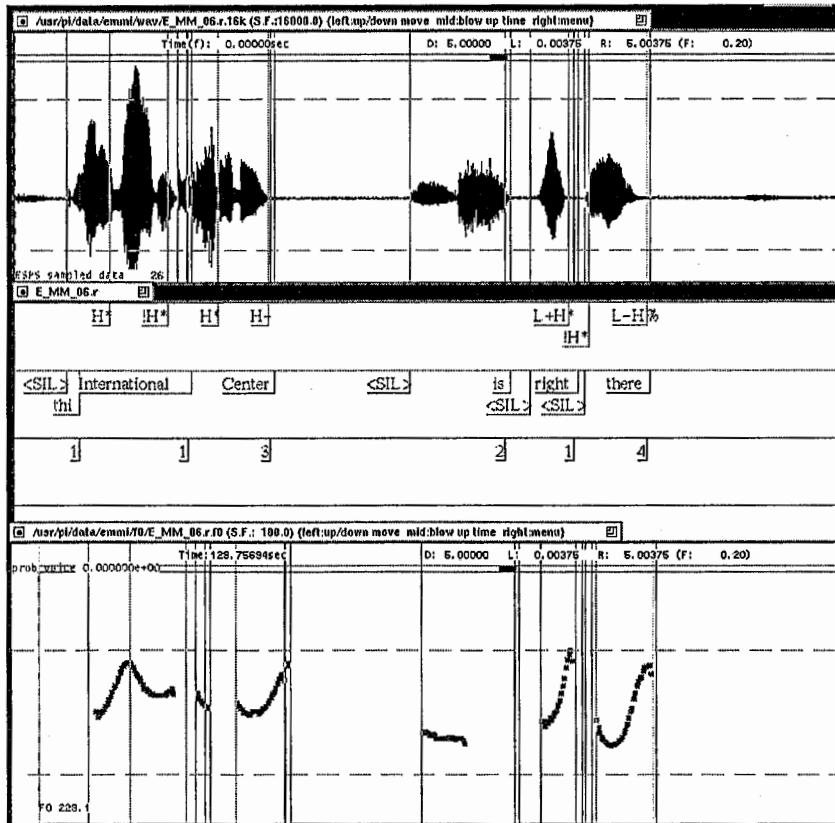 /usr/pi/data/emmi/wav/E_MM_06.r.16k (S.F.:16000.0) {left:up/down move mid:blow up time right:menu}
Time(f): 0.00000sec D: 5.00000 L: 0.00375 R: 5.00375 (F: 0.20)
ESPS sampled data 26
E_MM_06.r
H* !H* H* H- L+H* L-H%
!H*
<SIL> International Center <SIL> is right there
thi <SIL> <SIL>
1 1 3 2 1 4
/usr/pi/data/emmi/f0/E_MM_06.r.f0 (S.F.: 100.0) {left:up/down move mid:blow up time right:menu}
Time:128.75694sec D: 5.00000 L: 0.00375 R: 5.00375 (F: 0.20)
prob_voice 0.000000e+00
F0 229.1